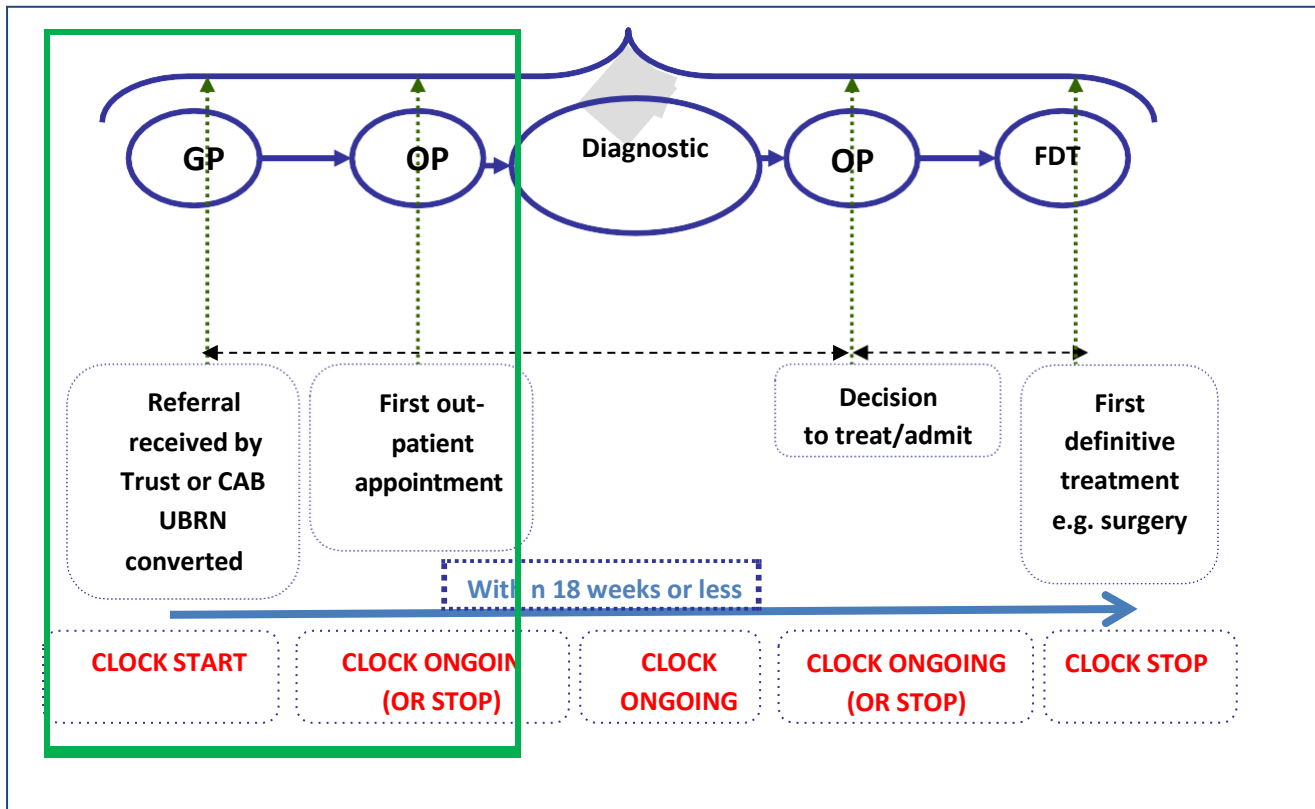 GP
OP
Diagnostic
OP
FDT
Referral
received by
Trust or CAB
UBRN
converted
First out-
patient
appointment
Decision
to treat/admit
First
definitive
treatment
e.g. surgery
With n 18 weeks or less
CLOCK START
CLOCK ONGOIN
(OR STOP)
CLOCK
ONGOING
CLOCK ONGOING
(OR STOP)
CLOCK STOP